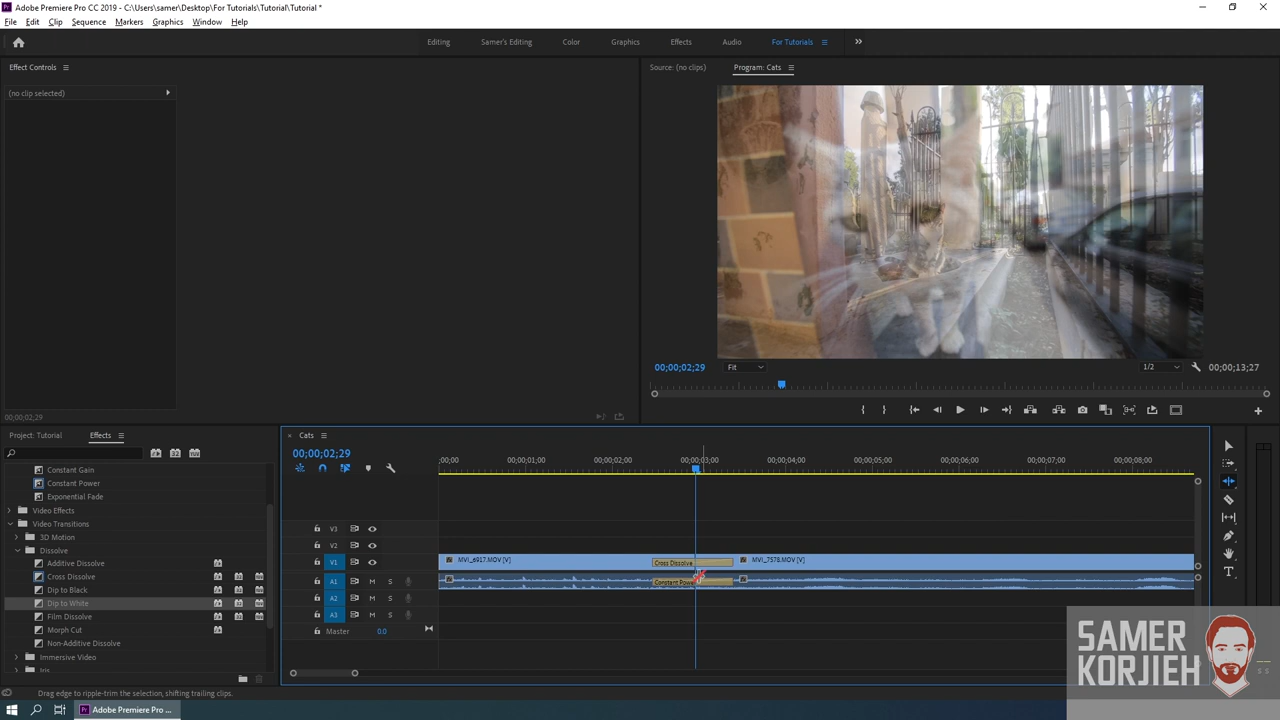 Adobe Premiere Pro CC 2019 - C:\Users\samer\Desktop\For Tutorials\Tutorial\Tutorial *
File Edit Clip Sequence Markers Graphics Window Help
Editing Samer's Editing Color Graphics Effects Audio For Tutorials
Effect Controls
Source: (no clips) Program: Cats
(no clip selected)
00;00;02;29 Fit 1/2 00;00;13;27
00;00;02;29
Project: Tutorial Effects
Cats
00;00;02;29
;00;00 00;00;01;00 00;00;02;00 00;00;03;00 00;00;04;00 00;00;05;00 00;00;06;00 00;00;07;00 00;00;08;00
Constant Gain
Constant Power
Exponential Fade
Video Effects
Video Transitions
3D Motion
Dissolve
Additive Dissolve
Cross Dissolve
Dip to Black
Dip to White
Film Dissolve
Morph Cut
Non-Additive Dissolve
Immersive Video
Iris
V3
V2
V1 MVI_6917.MOV [V] Cross Dissolve MVI_7578.MOV [V]
A1 M S
A2 M S
A3 M S
Master 0.0
SAMER
KORJIEH
Drag edge to ripple-trim the selection, shifting trailing clips.
Adobe Premiere Pro ...